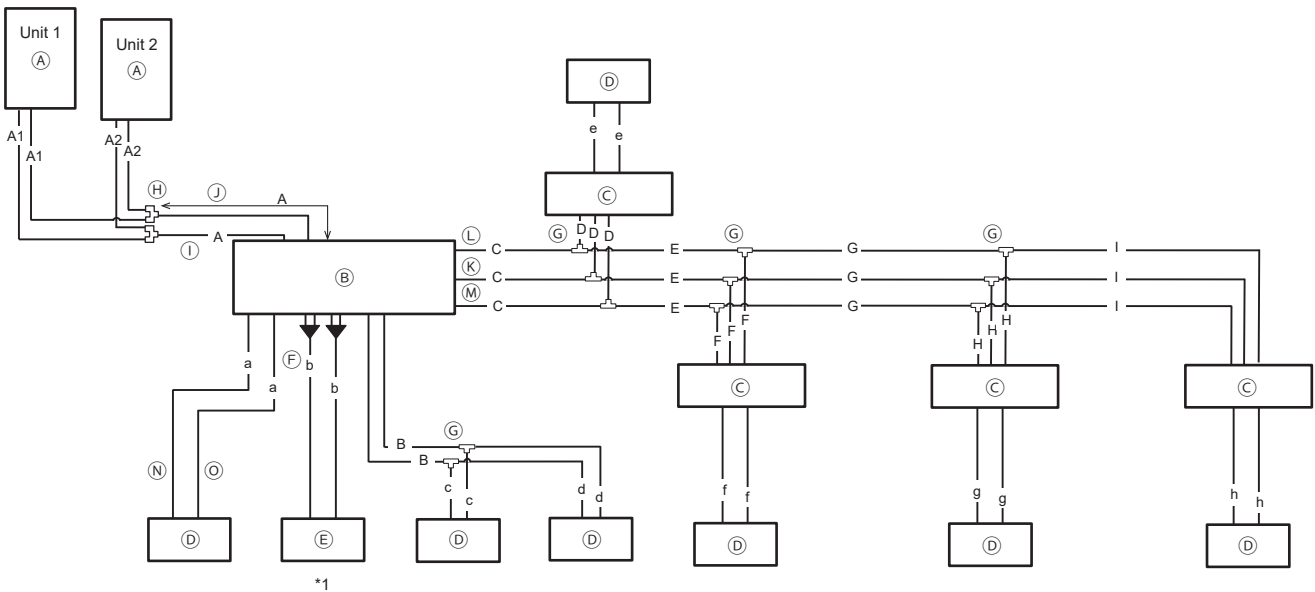 Unit 1
Ⓐ
Unit 2
Ⓐ
Ⓓ
A1
A1
A2
A2
e e
Ⓗ Ⓙ A
Ⓒ
Ⓘ A
Ⓛ C Ⓖ D D D E Ⓖ G Ⓖ I
Ⓑ Ⓚ C E G I
Ⓜ C E G I
F F F
H H H
a a Ⓕ b b
Ⓒ Ⓒ Ⓒ
B Ⓖ
B
Ⓝ Ⓞ c c d d f f g g h h
Ⓓ Ⓔ Ⓓ Ⓓ Ⓓ Ⓓ Ⓓ
*1